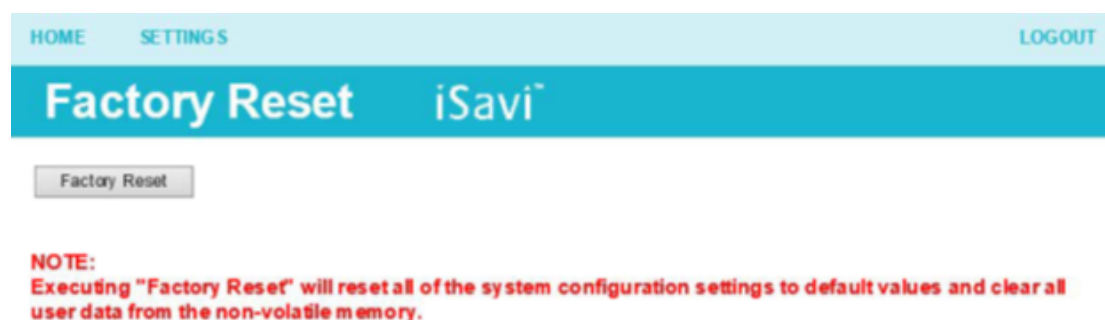 HOME SETTINGS LOGOUT
Factory Reset iSavi™
Factory Reset
NOTE:
Executing "Factory Reset" will reset all of the system configuration settings to default values and clear all
user data from the non-volatile memory.